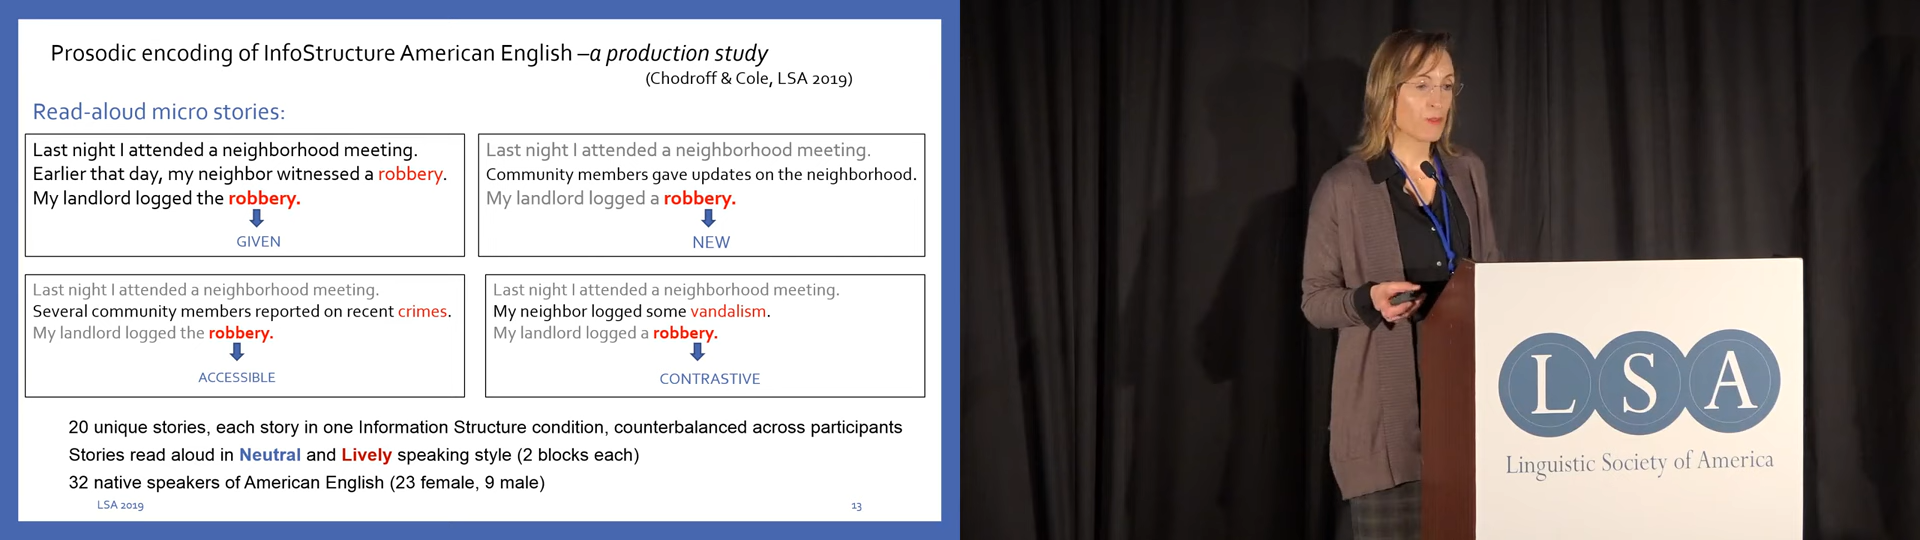 Prosodic encoding of InfoStructure American English –a production study
(Chodroff & Cole, LSA 2019)
Read-aloud micro stories:
Last night I attended a neighborhood meeting.
Earlier that day, my neighbor witnessed a robbery.
My landlord logged the robbery.
GIVEN
Last night I attended a neighborhood meeting.
Community members gave updates on the neighborhood.
My landlord logged a robbery.
NEW
Last night I attended a neighborhood meeting.
Several community members reported on recent crimes.
My landlord logged the robbery.
ACCESSIBLE
Last night I attended a neighborhood meeting.
My neighbor logged some vandalism.
My landlord logged a robbery.
CONTRASTIVE
20 unique stories, each story in one Information Structure condition, counterbalanced across participants
Stories read aloud in Neutral and Lively speaking style (2 blocks each)
32 native speakers of American English (23 female, 9 male)
LSA 2019
13
LSA
Linguistic Society of America